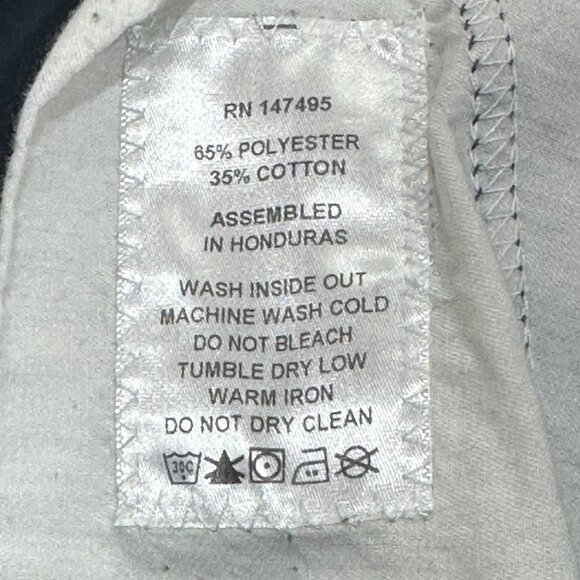 RN 147495
65% POLYESTER
35% COTTON
ASSEMBLED
IN HONDURAS
WASH INSIDE OUT
MACHINE WASH COLD
DO NOT BLEACH
TUMBLE DRY LOW
WARM IRON
DO NOT DRY CLEAN
30C